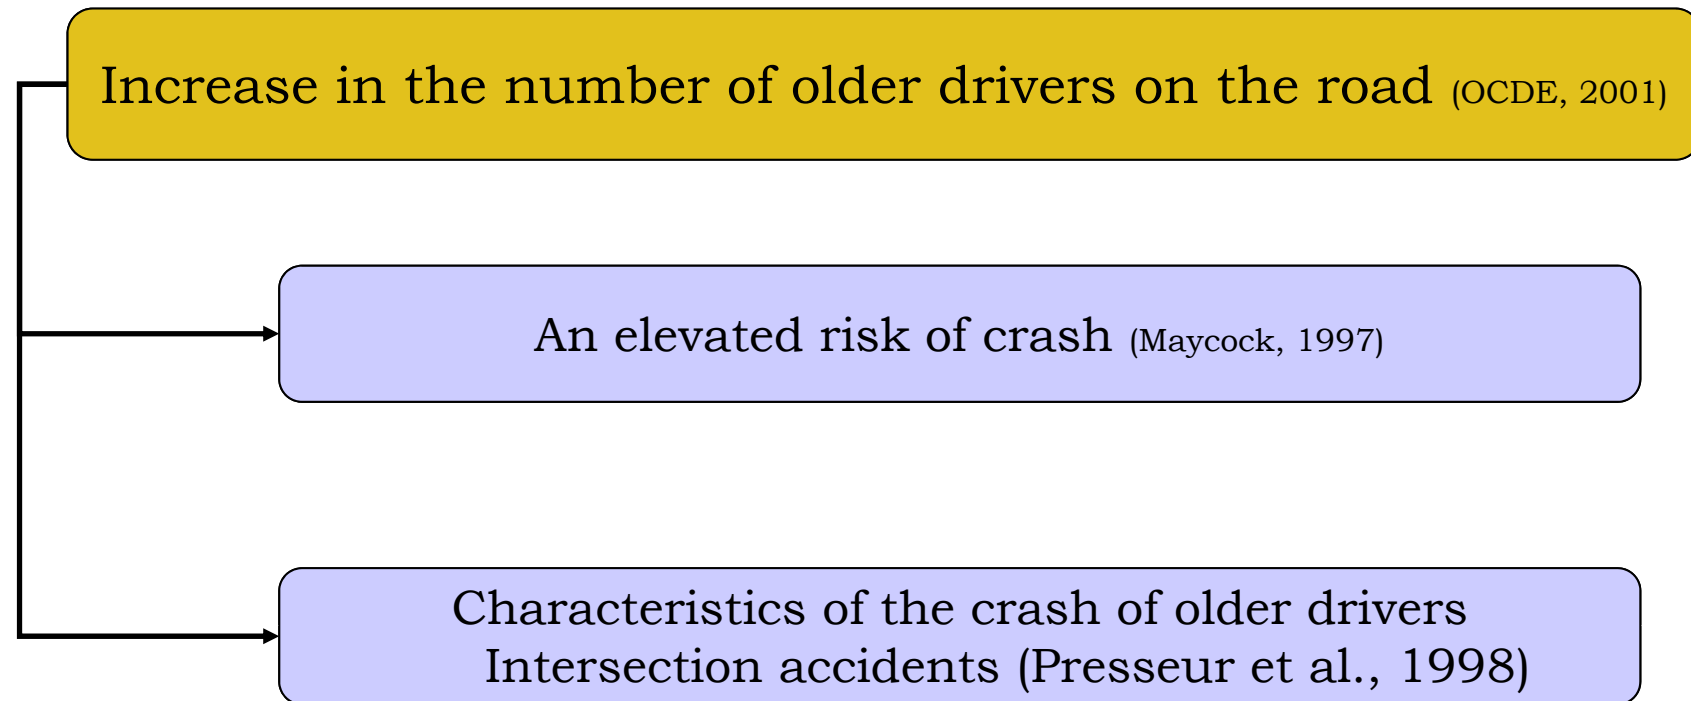 Increase in the number of older drivers on the road (OCDE, 2001)
An elevated risk of crash (Maycock, 1997)
Characteristics of the crash of older drivers
Intersection accidents (Presseur et al., 1998)